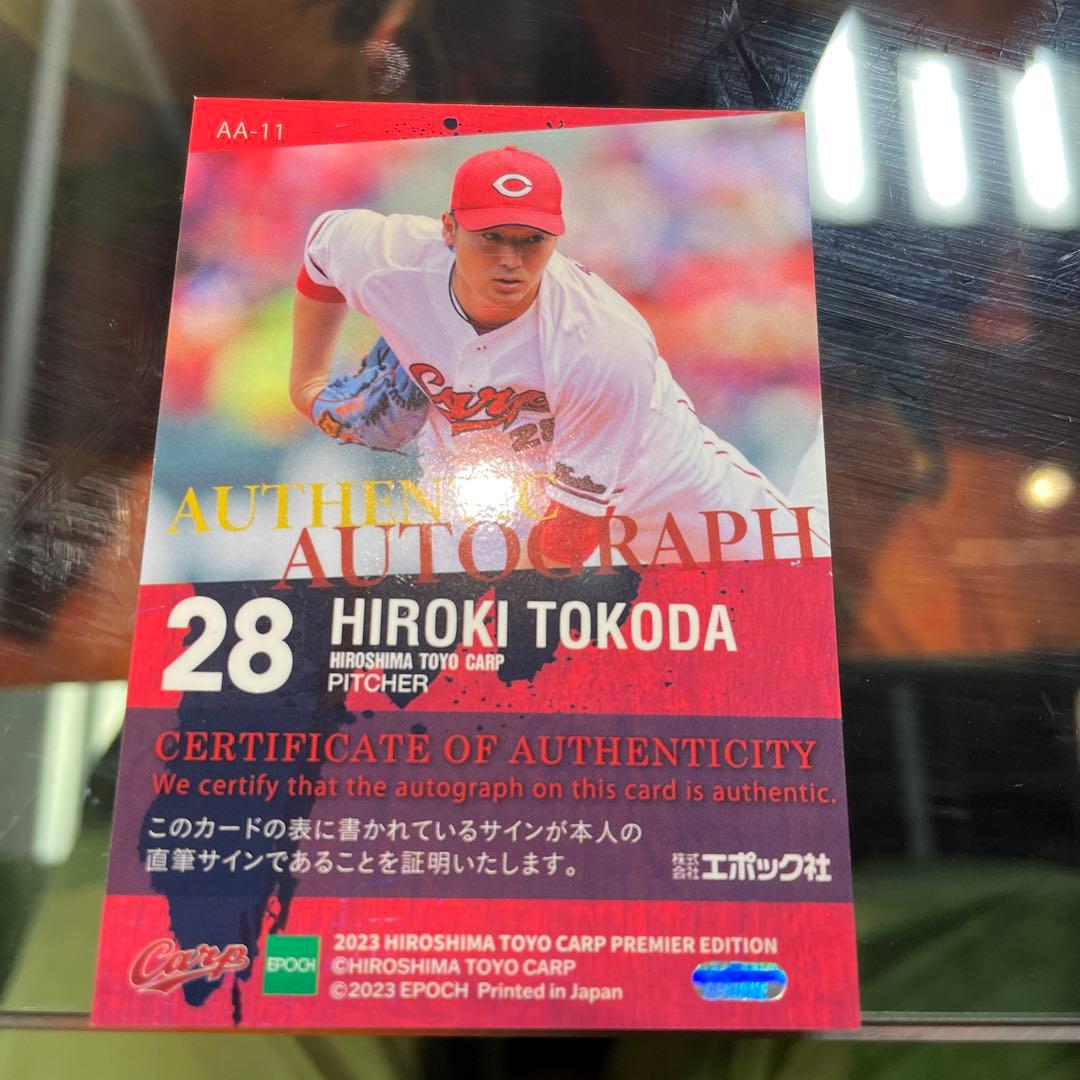 AA-11
C
Carp
28
AUTHENTIC
AUTOGRAPH
28
HIROKI TOKODA
HIROSHIMA TOYO CARP
PITCHER
CERTIFICATE OF AUTHENTICITY
We certify that the autograph on this card is authentic.
このカードの表に書かれているサインが本人の
直筆サインであることを証明いたします。
株式会社エポック社
Carp
EPOCH
2023 HIROSHIMA TOYO CARP PREMIER EDITION
©HIROSHIMA TOYO CARP
©2023 EPOCH Printed in Japan